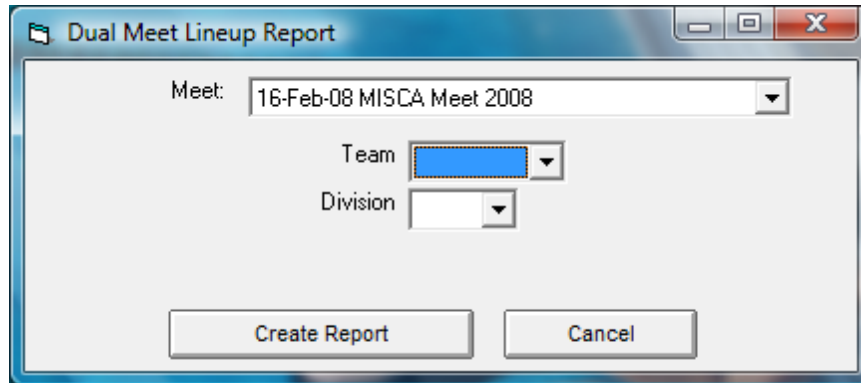 Dual Meet Lineup Report
Meet: 16-Feb-08 MISCA Meet 2008
Team
Division
Create Report Cancel